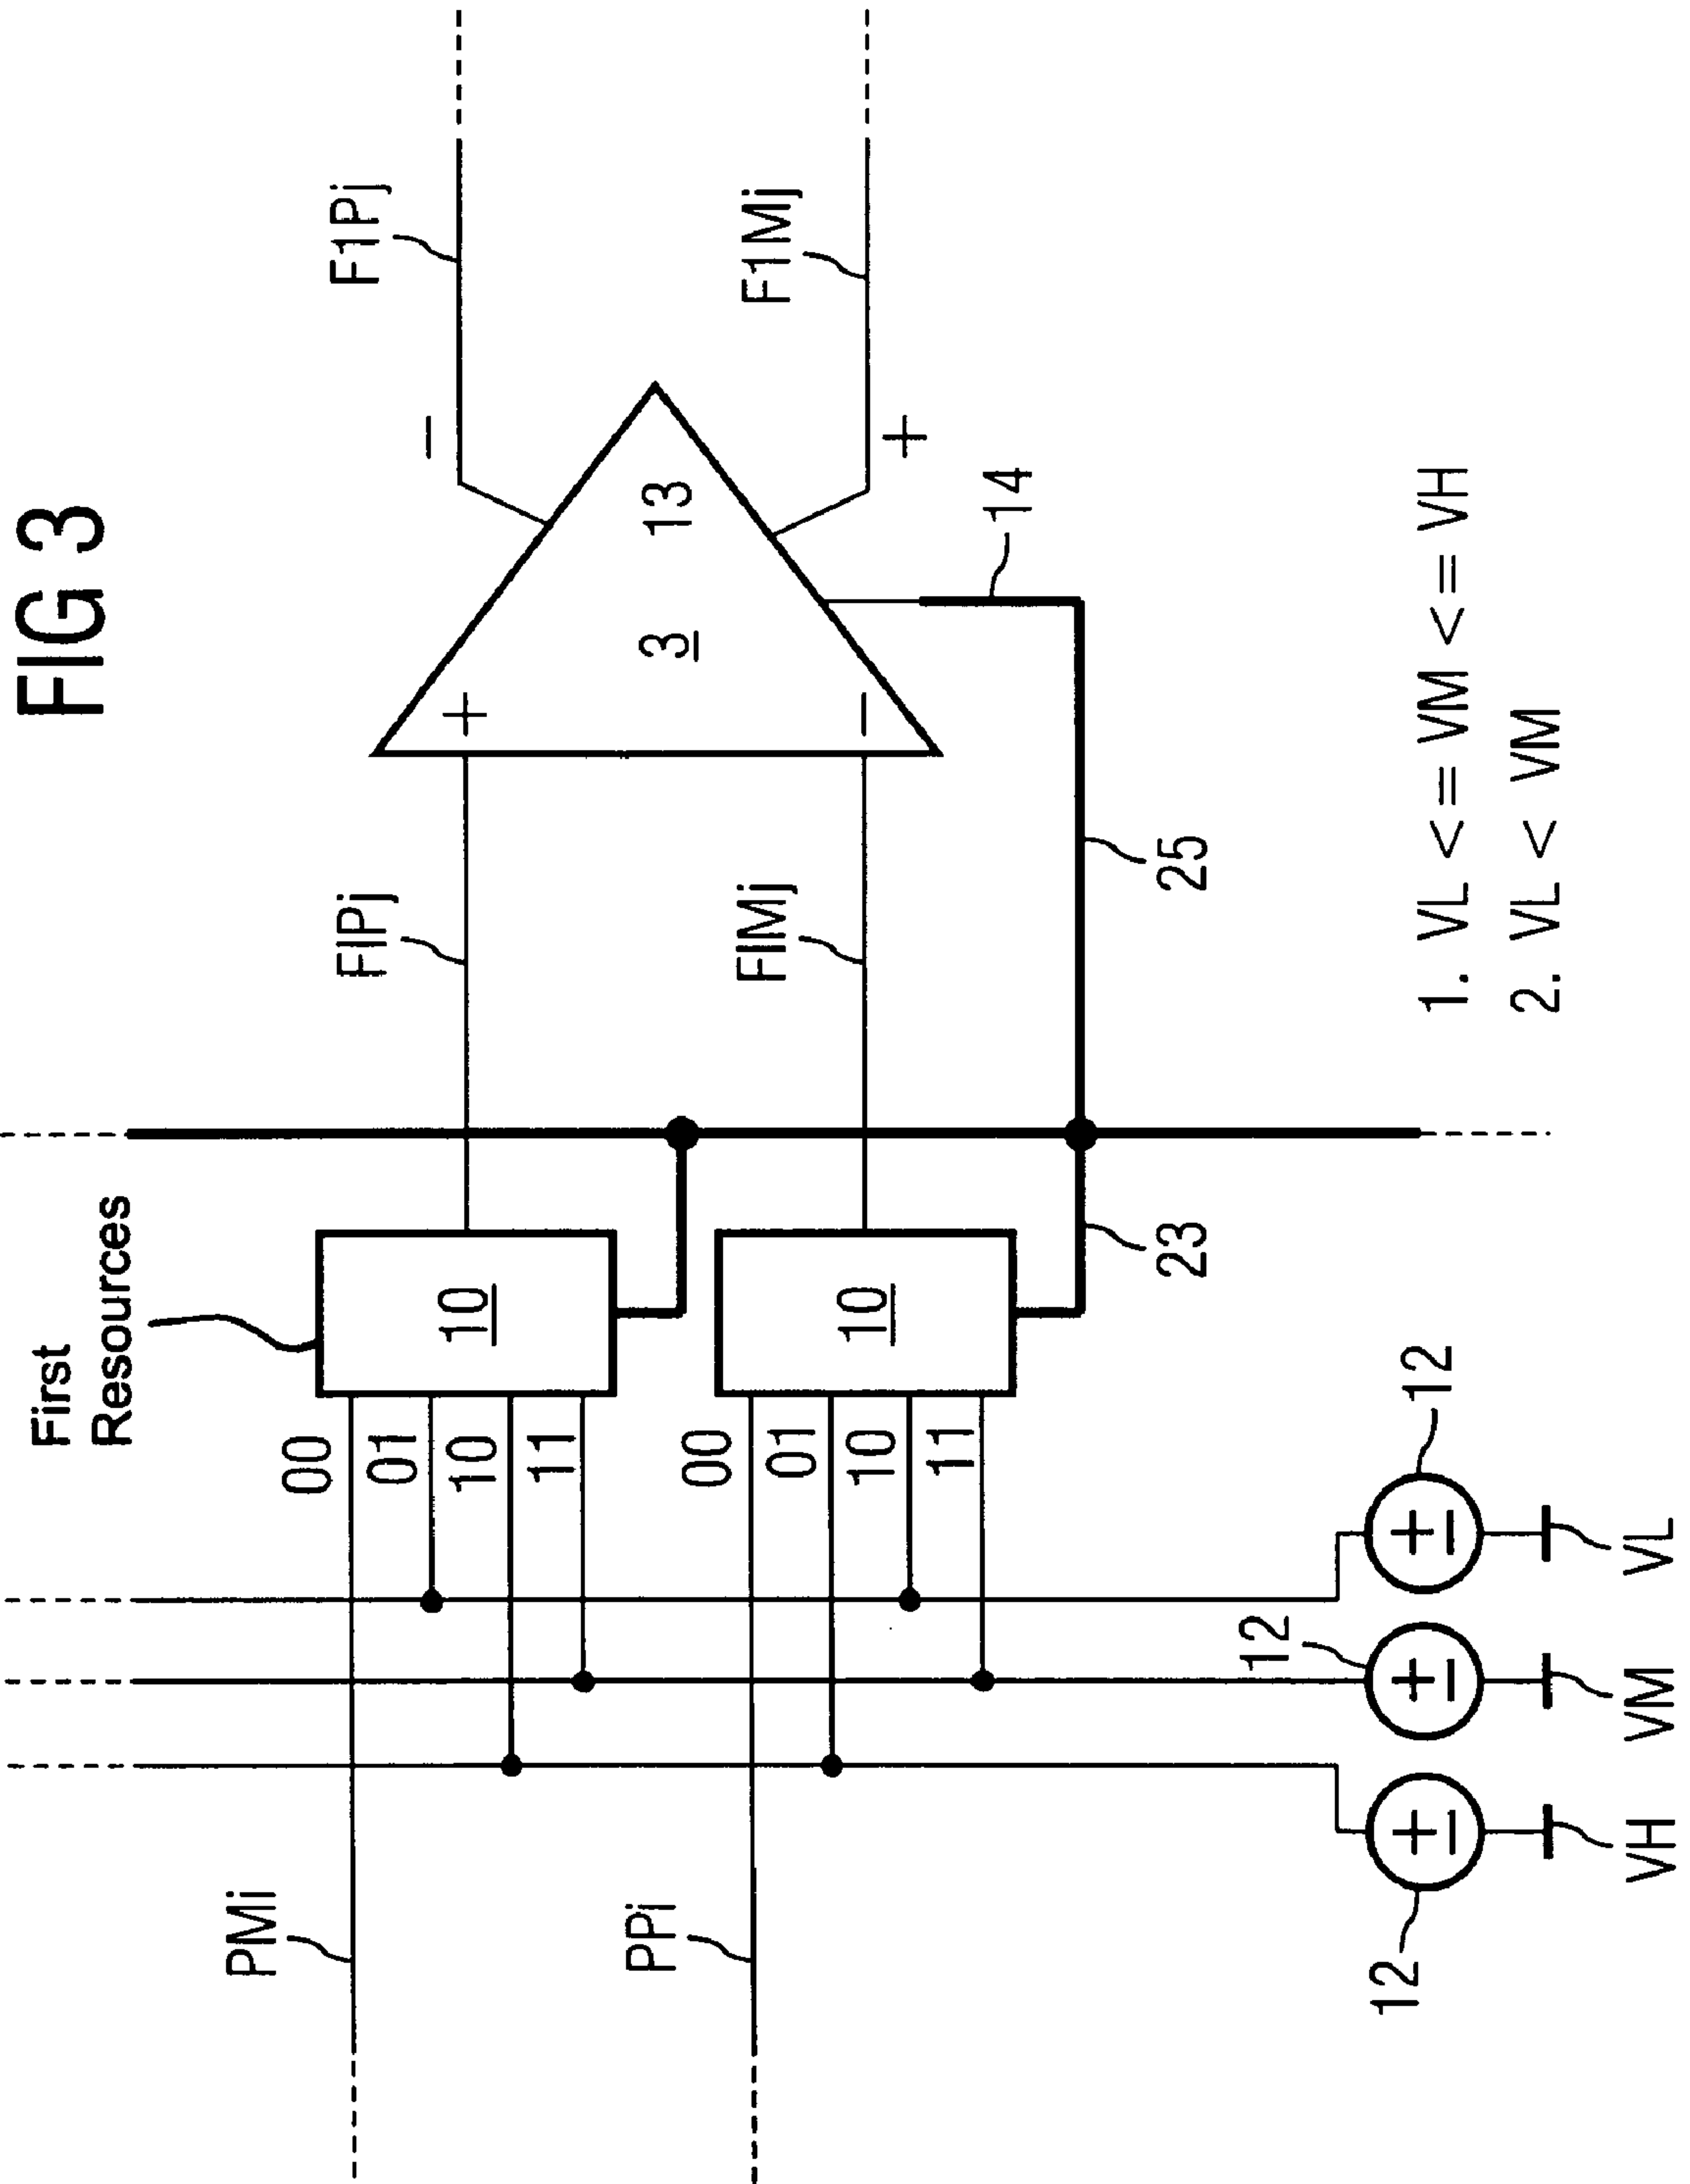 FIG 3
First
Resources
PMi
00
FIPj
F1Pj
01
10
10
+
−
11
3
13
PPi
00
FIMj
F1Mj
01
10
10
−
+
11
14
23
25
12
12
12
+
−
+
−
+
−
VH
VM
VL
1. VL <= VM <= VH
2. VL < VM